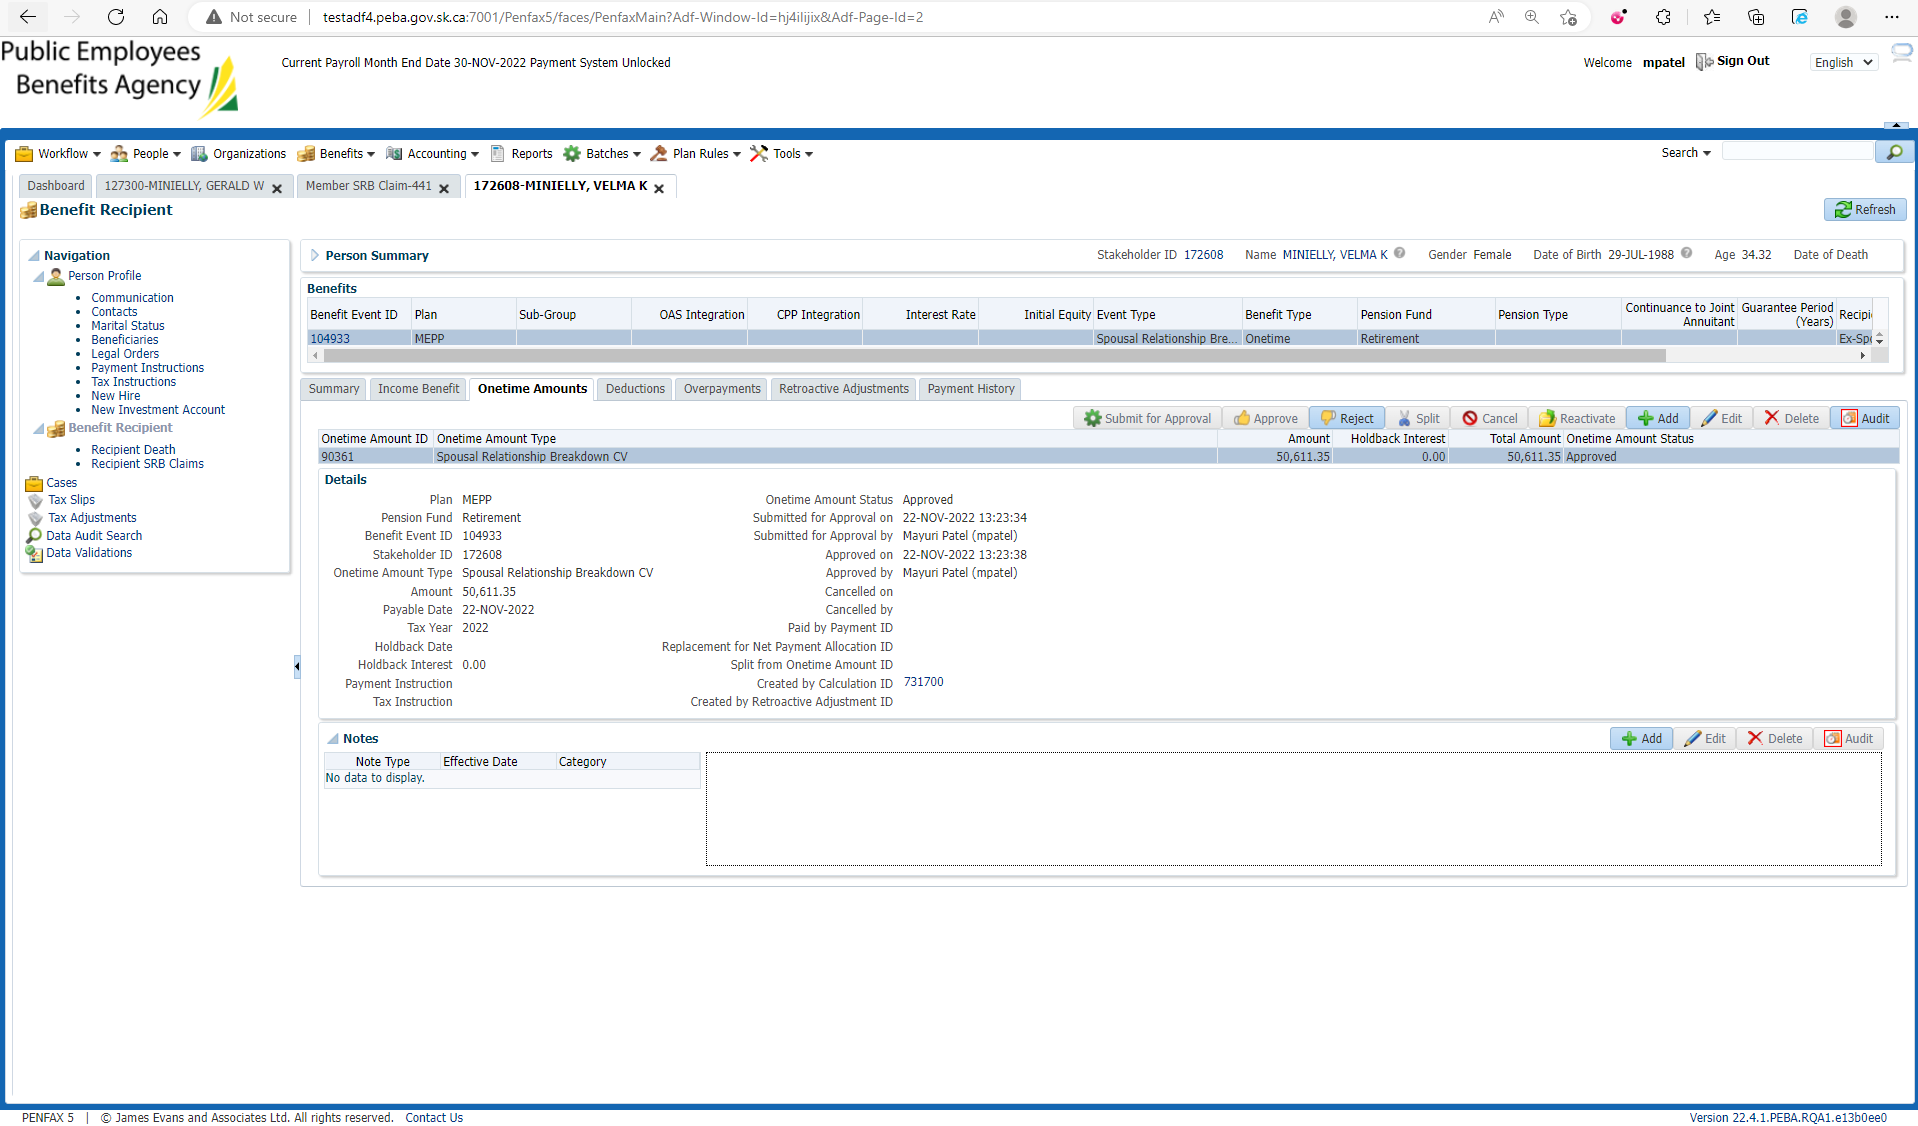 Not secure
testadf4.peba.gov.sk.ca:7001/Penfax5/faces/PenfaxMain?Adf-Window-Id=hj4ilijix&Adf-Page-Id=2
Public Employees
Benefits Agency
Current Payroll Month End Date 30-NOV-2022 Payment System Unlocked
Welcome mpatel Sign Out English
Workflow People Organizations Benefits Accounting Reports Batches Plan Rules Tools Search
Dashboard 127300-MINIELLY, GERALD W Member SRB Claim-441 172608-MINIELLY, VELMA K
Benefit Recipient
Refresh
Navigation
Person Profile
Communication
Contacts
Marital Status
Beneficiaries
Legal Orders
Payment Instructions
Tax Instructions
New Hire
New Investment Account
Benefit Recipient
Recipient Death
Recipient SRB Claims
Cases
Tax Slips
Tax Adjustments
Data Audit Search
Data Validations
Person Summary Stakeholder ID 172608 Name MINIELLY, VELMA K Gender Female Date of Birth 29-JUL-1988 Age 34.32 Date of Death
Benefits
Benefit Event ID Plan Sub-Group OAS Integration CPP Integration Interest Rate Initial Equity Event Type Benefit Type Pension Fund Pension Type Continuance to Joint Annuitant Guarantee Period (Years) Recipi
104933 MEPP Spousal Relationship Bre... Onetime Retirement Ex-Spo
Summary Income Benefit Onetime Amounts Deductions Overpayments Retroactive Adjustments Payment History
Submit for Approval Approve Reject Split Cancel Reactivate Add Edit Delete Audit
Onetime Amount ID Onetime Amount Type Amount Holdback Interest Total Amount Onetime Amount Status
90361 Spousal Relationship Breakdown CV 50,611.35 0.00 50,611.35 Approved
Details
Plan MEPP Onetime Amount Status Approved
Pension Fund Retirement Submitted for Approval on 22-NOV-2022 13:23:34
Benefit Event ID 104933 Submitted for Approval by Mayuri Patel (mpatel)
Stakeholder ID 172608 Approved on 22-NOV-2022 13:23:38
Onetime Amount Type Spousal Relationship Breakdown CV Approved by Mayuri Patel (mpatel)
Amount 50,611.35 Cancelled on
Payable Date 22-NOV-2022 Cancelled by
Tax Year 2022 Paid by Payment ID
Holdback Date Replacement for Net Payment Allocation ID
Holdback Interest 0.00 Split from Onetime Amount ID
Payment Instruction Created by Calculation ID 731700
Tax Instruction Created by Retroactive Adjustment ID
Notes Add Edit Delete Audit
Note Type Effective Date Category
No data to display.
PENFAX 5 | © James Evans and Associates Ltd. All rights reserved. Contact Us Version 22.4.1.PEBA.RQA1.e13b0ee0